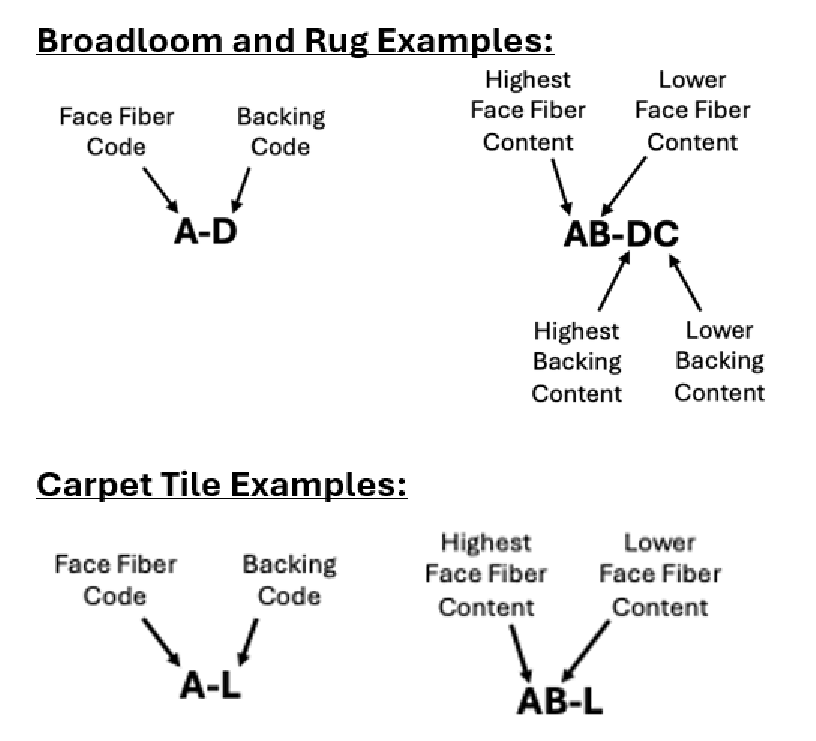 Broadloom and Rug Examples:
Face Fiber
Code
Backing
Code
A-D
Highest
Face Fiber
Content
Lower
Face Fiber
Content
AB-DC
Highest
Backing
Content
Lower
Backing
Content
Carpet Tile Examples:
Face Fiber
Code
Backing
Code
A-L
Highest
Face Fiber
Content
Lower
Face Fiber
Content
AB-L